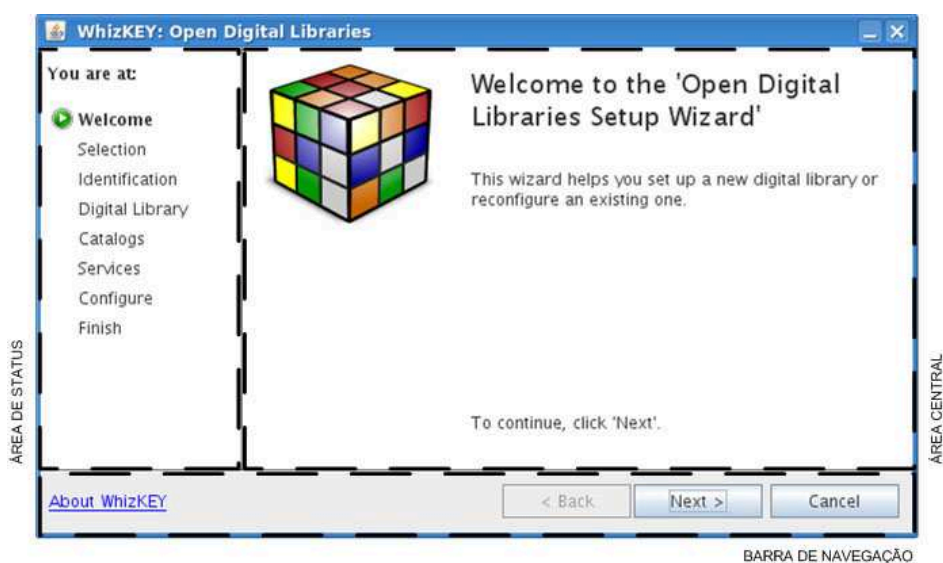 WhizKEY: Open Digital Libraries
You are at:
Welcome
Selection
Identification
Digital Library
Catalogs
Services
Configure
Finish
Welcome to the 'Open Digital
Libraries Setup Wizard'
This wizard helps you set up a new digital library or
reconfigure an existing one.
To continue, click 'Next'.
ÁREA DE STATUS
ÁREA CENTRAL
About WhizKEY
< Back
Next >
Cancel
BARRA DE NAVEGAÇÃO